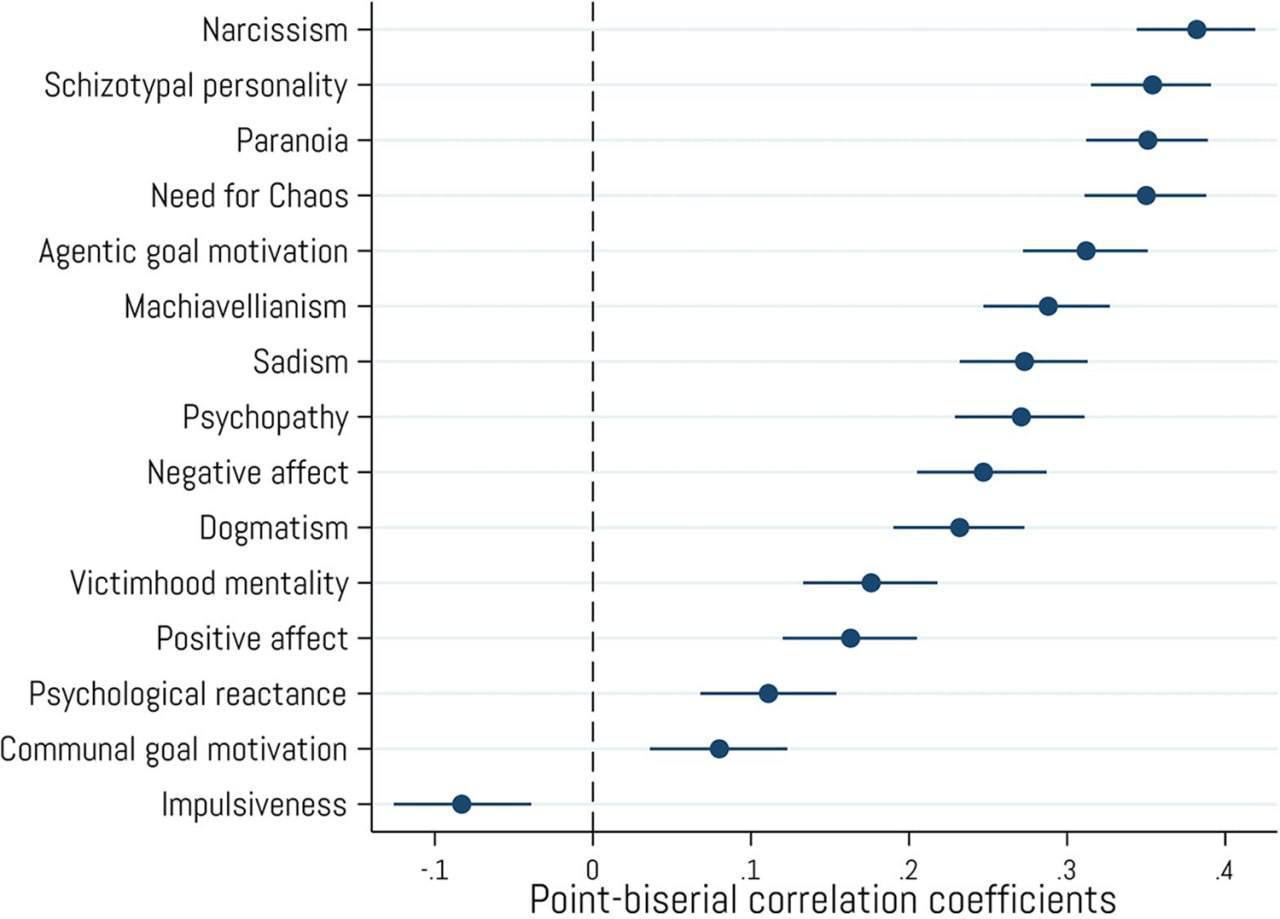 Narcissism
Schizotypal personality
Paranoia
Need for Chaos
Agentic goal motivation
Machiavellianism
Sadism
Psychopathy
Negative affect
Dogmatism
Victimhood mentality
Positive affect
Psychological reactance
Communal goal motivation
Impulsiveness
-.1 0 .1 .2 .3 .4
Point-biserial correlation coefficients